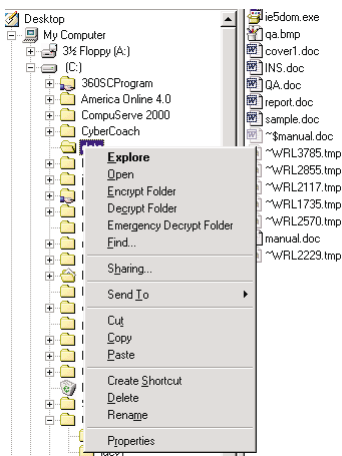 Desktop
My Computer
3½ Floppy (A:)
(C:)
360SCProgram
America Online 4.0
CompuServe 2000
CyberCoach
Explore
Open
Encrypt Folder
Decrypt Folder
Emergency Decrypt Folder
Find...
Sharing...
Send To
Cut
Copy
Paste
Create Shortcut
Delete
Rename
Properties
ie5dom.exe
qa.bmp
cover1.doc
INS.doc
QA.doc
report.doc
sample.doc
~$manual.doc
~WRL3785.tmp
~WRL2855.tmp
~WRL2117.tmp
~WRL1735.tmp
~WRL2570.tmp
manual.doc
~WRL2229.tmp